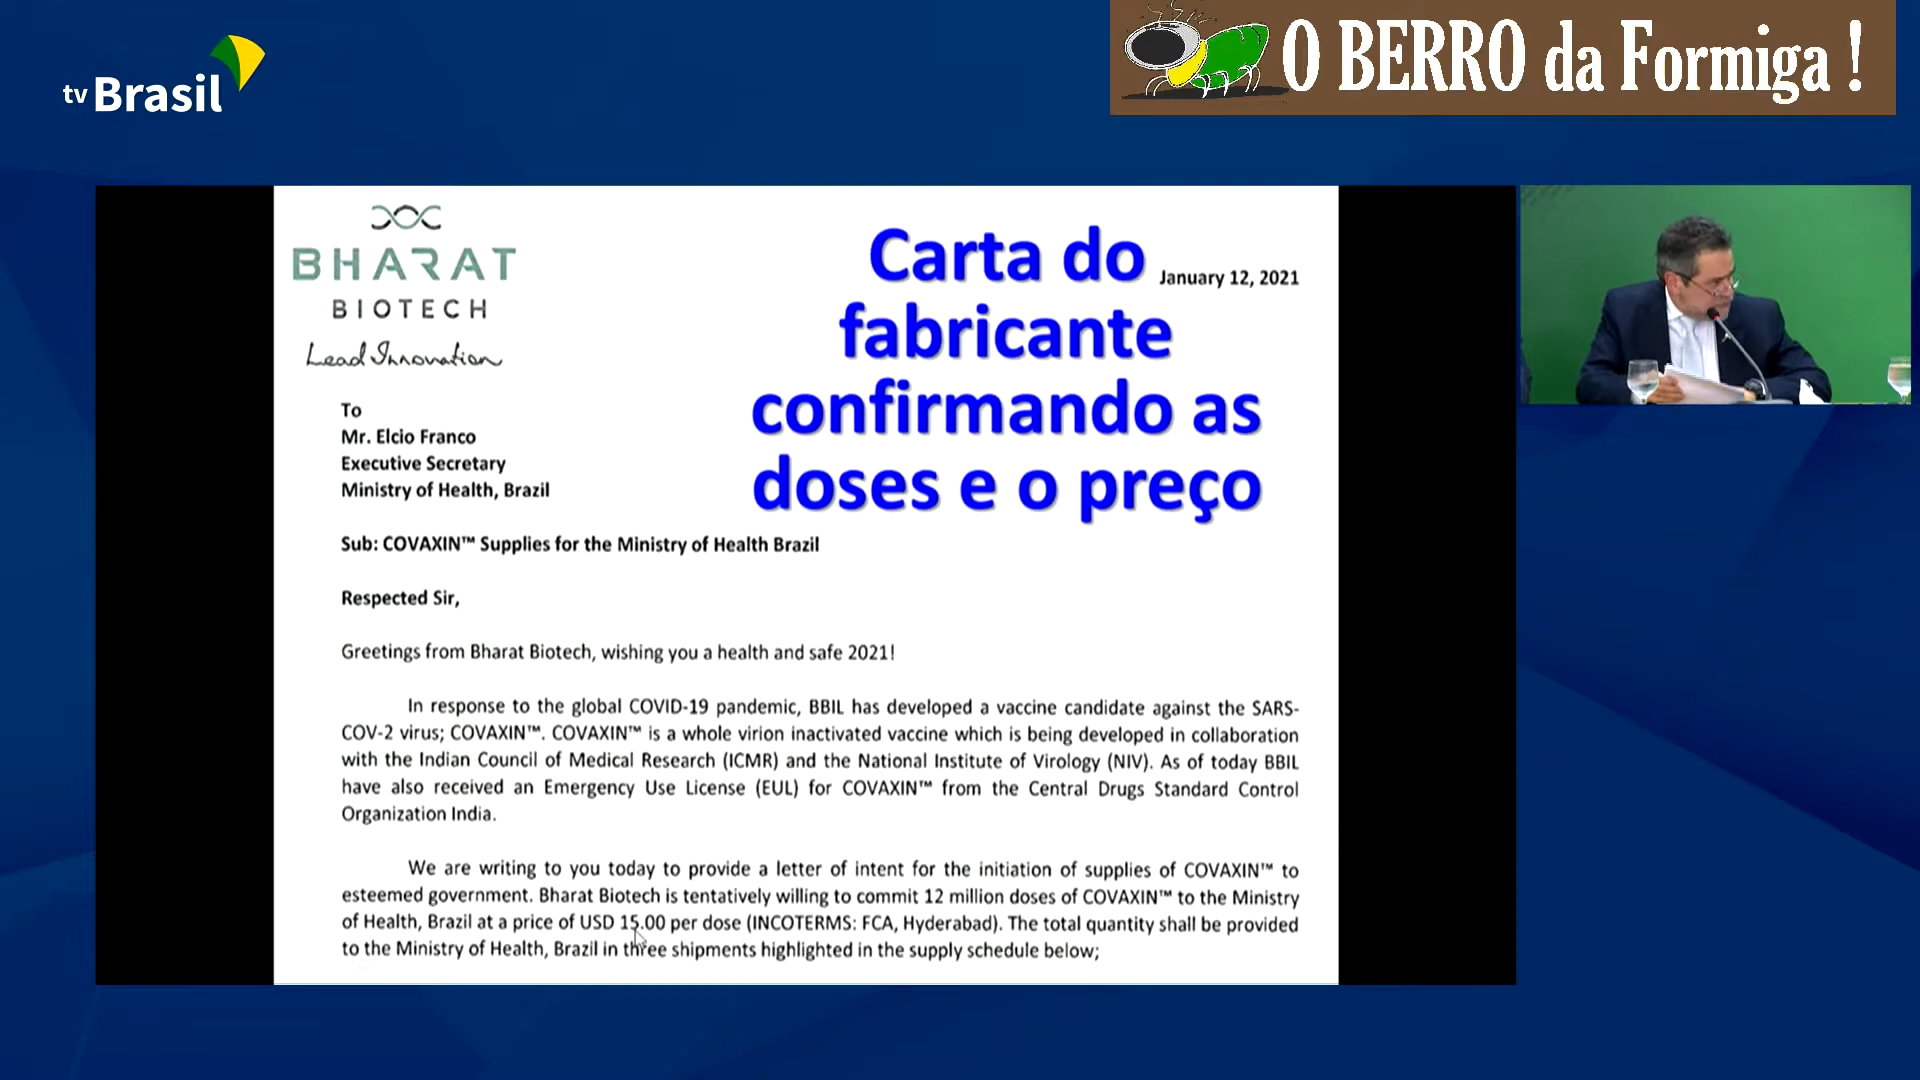 tv Brasil
O BERRO da Formiga !
BHARAT
BIOTECH
Lead Innovation
Carta do
fabricante
confirmando as
doses e o preço
January 12, 2021
To
Mr. Elcio Franco
Executive Secretary
Ministry of Health, Brazil
Sub: COVAXIN™ Supplies for the Ministry of Health Brazil
Respected Sir,
Greetings from Bharat Biotech, wishing you a health and safe 2021!
In response to the global COVID-19 pandemic, BBIL has developed a vaccine candidate against the SARS-
COV-2 virus; COVAXIN™. COVAXIN™ is a whole virion inactivated vaccine which is being developed in collaboration
with the Indian Council of Medical Research (ICMR) and the National Institute of Virology (NIV). As of today BBIL
have also received an Emergency Use License (EUL) for COVAXIN™ from the Central Drugs Standard Control
Organization India.
We are writing to you today to provide a letter of intent for the initiation of supplies of COVAXIN™ to
esteemed government. Bharat Biotech is tentatively willing to commit 12 million doses of COVAXIN™ to the Ministry
of Health, Brazil at a price of USD 15.00 per dose (INCOTERMS: FCA, Hyderabad). The total quantity shall be provided
to the Ministry of Health, Brazil in three shipments highlighted in the supply schedule below;